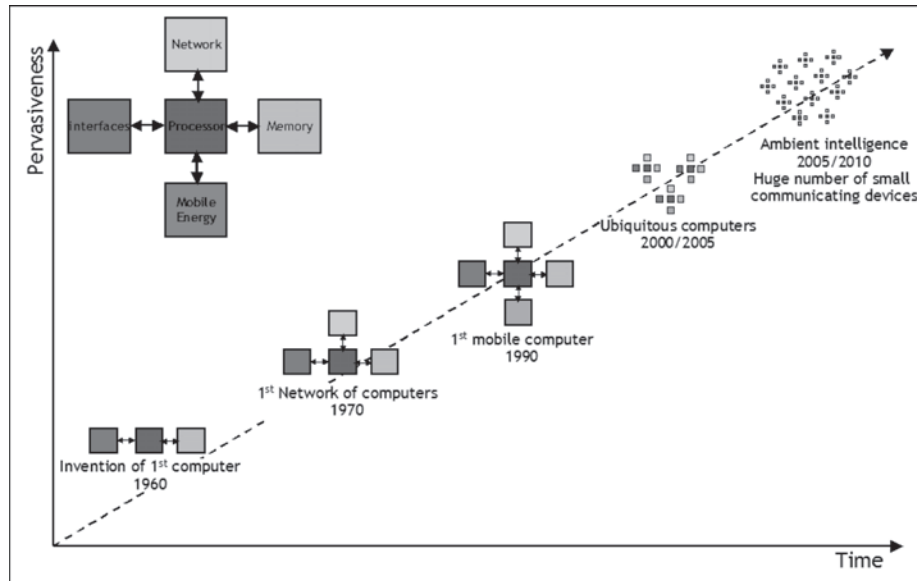 Pervasiveness
Network
interfaces
Processor
Memory
Mobile
Energy
Ambient intelligence
2005/2010
Huge number of small
communicating devices
Ubiquitous computers
2000/2005
1st mobile computer
1990
1st Network of computers
1970
Invention of 1st computer
1960
Time